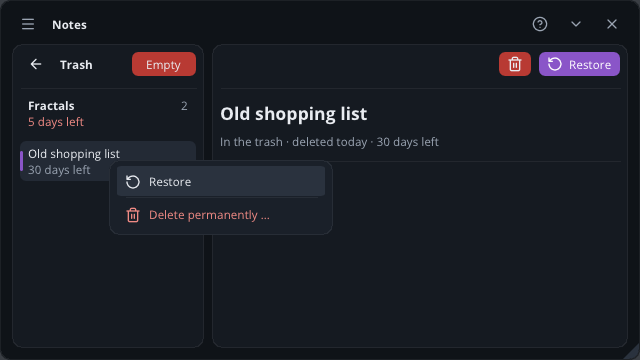 Notes
Trash
Empty
Restore
Fractals 2
5 days left
Old shopping list
30 days left
Old shopping list
In the trash · deleted today · 30 days left
Restore
Delete permanently ...